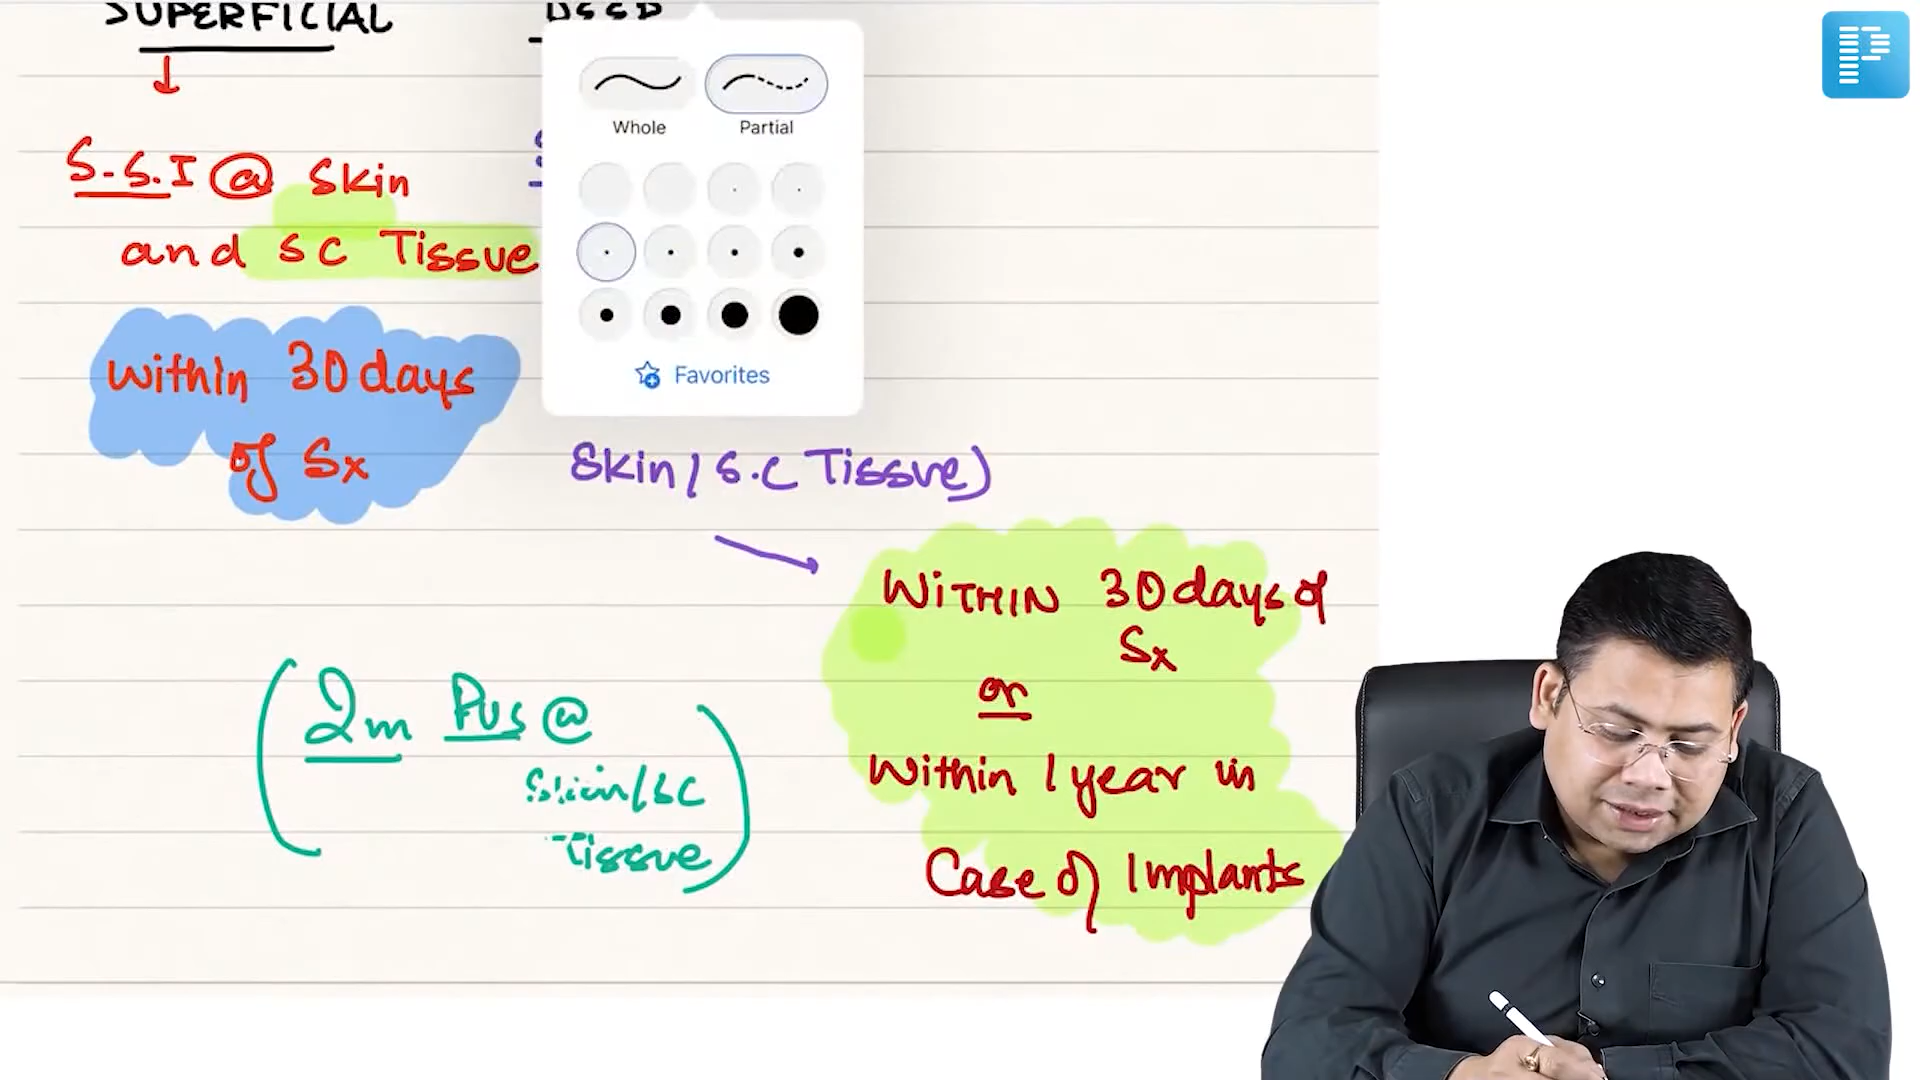 SUPERFICIAL
S.S.I @ Skin
and SC Tissue
Within 30 days
of Sx
Whole
Partial
Favorites
Skin / S.C Tissue)
WITHIN 30 days of
Sx
or
Within 1 year in
Case of Implants
(2m Pus @
Skin/SC
Tissue)
P